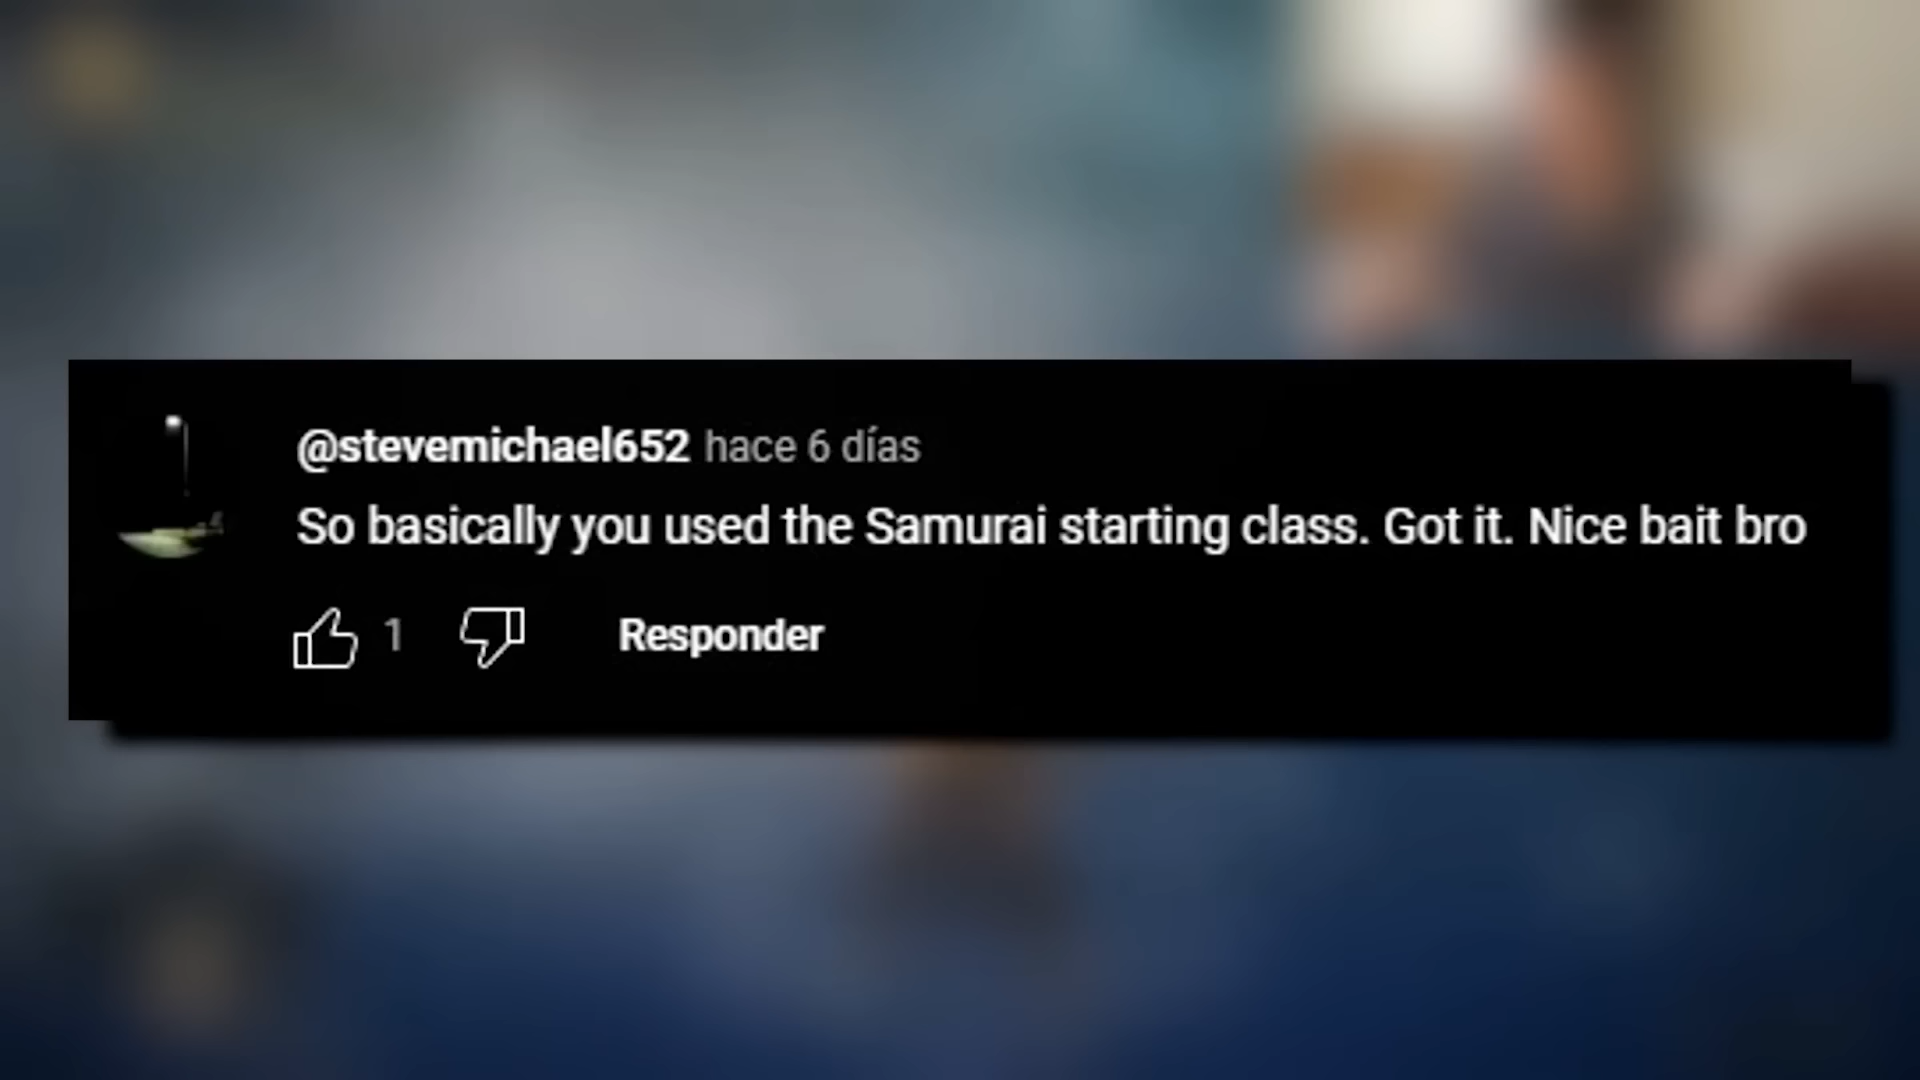 @stevemichael652 hace 6 días
So basically you used the Samurai starting class. Got it. Nice bait bro
1 Responder